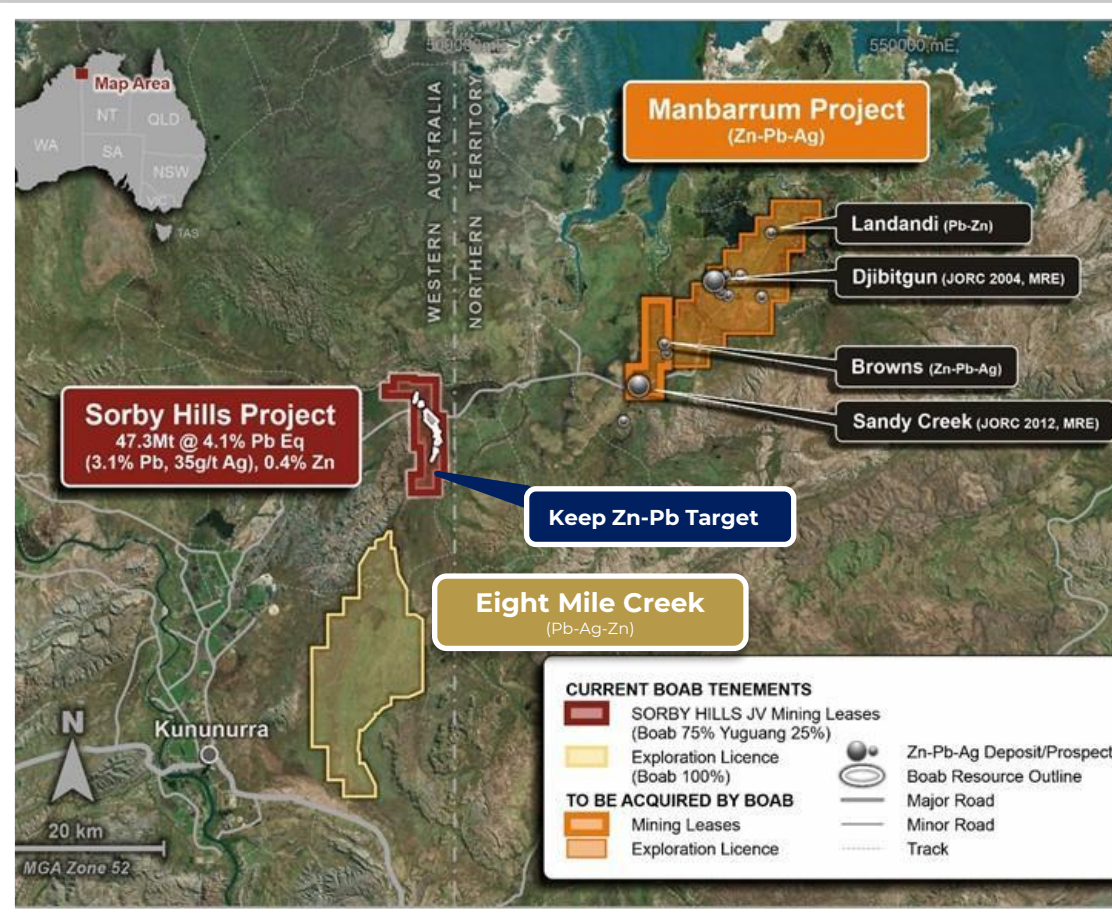 500000mE
550000mE
Map Area
NT
QLD
WA
SA
NSW
VIC
TAS
WESTERN AUSTRALIA
NORTHERN TERRITORY
Manbarrum Project
(Zn-Pb-Ag)
Landandi (Pb-Zn)
Djibitgun (JORC 2004, MRE)
Browns (Zn-Pb-Ag)
Sandy Creek (JORC 2012, MRE)
Sorby Hills Project
47.3Mt @ 4.1% Pb Eq
(3.1% Pb, 35g/t Ag), 0.4% Zn
Keep Zn-Pb Target
Eight Mile Creek
(Pb-Ag-Zn)
Kununurra
N
20 km
MGA Zone 52
CURRENT BOAB TENEMENTS
SORBY HILLS JV Mining Leases
(Boab 75% Yuguang 25%)
Exploration Licence
(Boab 100%)
TO BE ACQUIRED BY BOAB
Mining Leases
Exploration Licence
Zn-Pb-Ag Deposit/Prospect
Boab Resource Outline
Major Road
Minor Road
Track